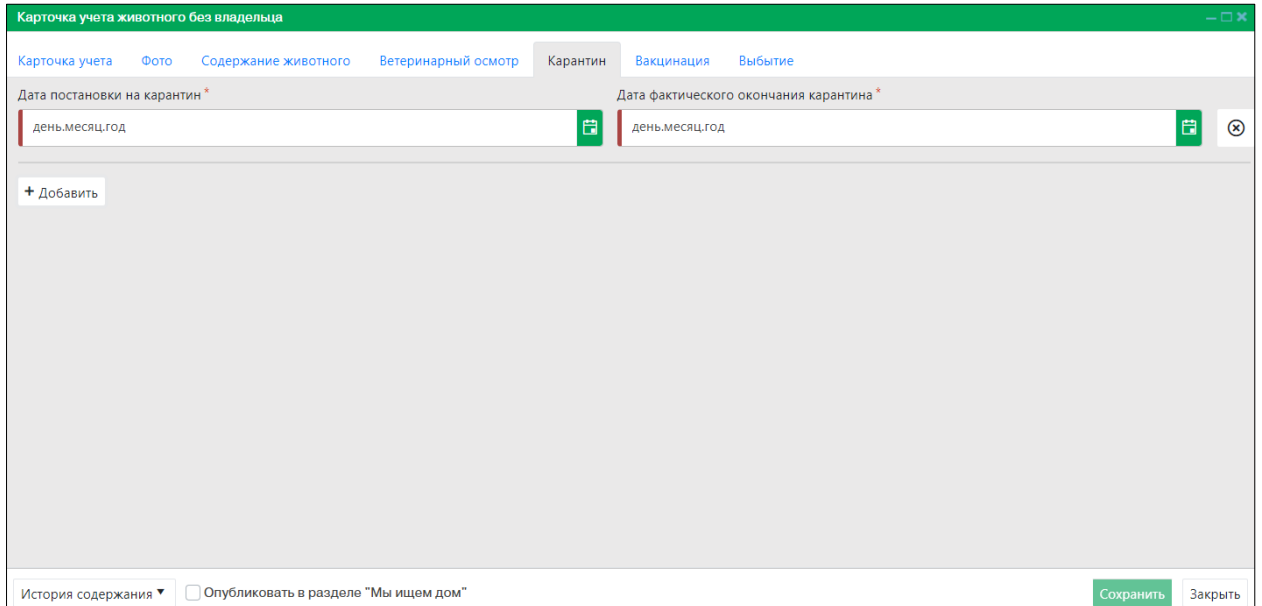 Карточка учета животного без владельца
Карточка учета Фото Содержание животного Ветеринарный осмотр Карантин Вакцинация Выбытие
Дата постановки на карантин * Дата фактического окончания карантина *
день.месяц.год день.месяц.год
+ Добавить
История содержания ▼ Опубликовать в разделе "Мы ищем дом" Сохранить Закрыть